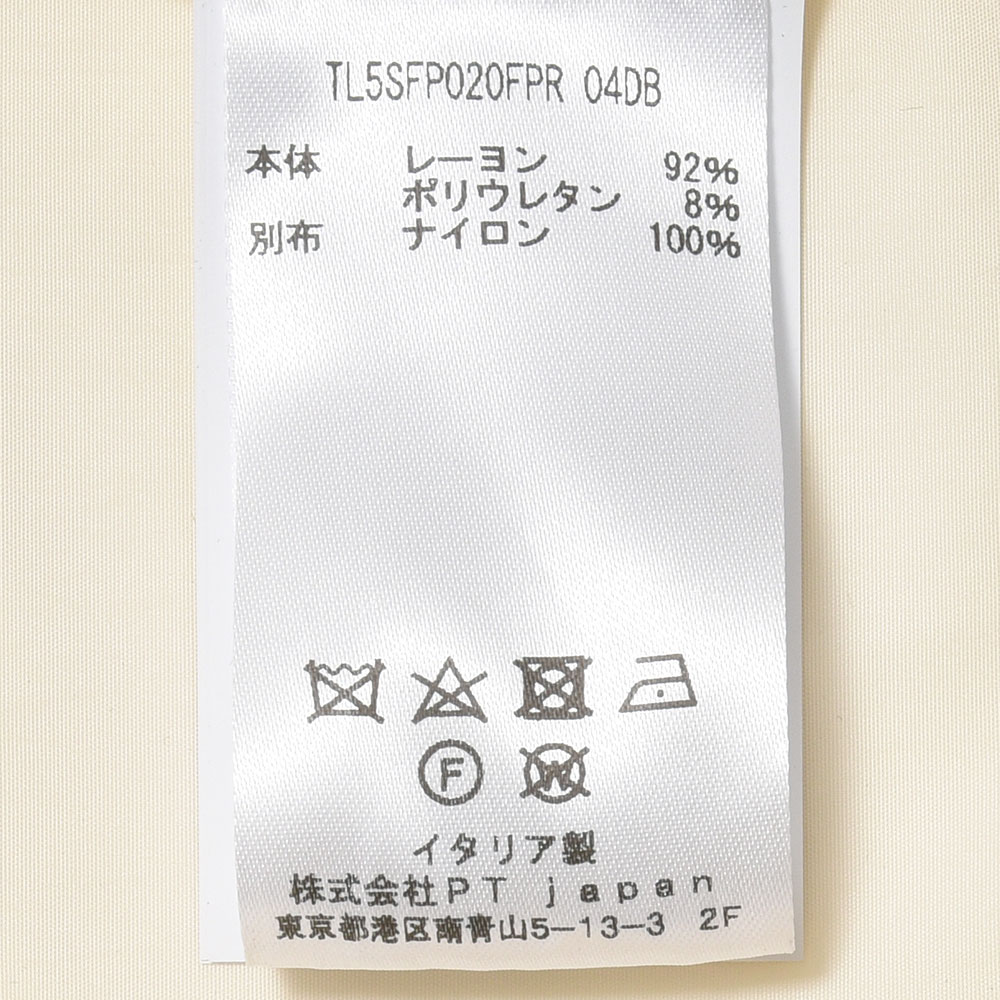 TL5SFP020FPR 04DB
本体 レーヨン 92%
ポリウレタン 8%
別布 ナイロン 100%
F W
イタリア製
株式会社PT japan
東京都港区南青山5-13-3 2F